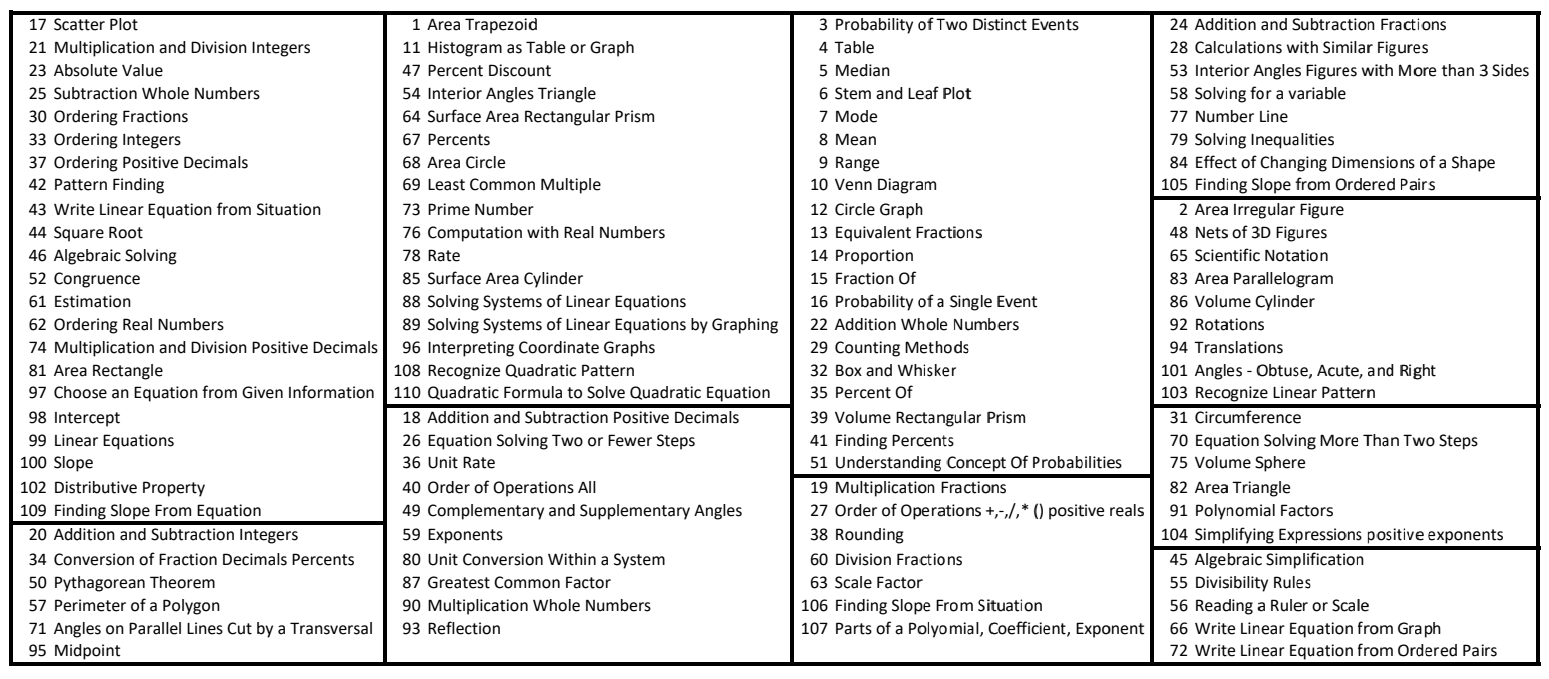 17 Scatter Plot
21 Multiplication and Division Integers
23 Absolute Value
25 Subtraction Whole Numbers
30 Ordering Fractions
33 Ordering Integers
37 Ordering Positive Decimals
42 Pattern Finding
43 Write Linear Equation from Situation
44 Square Root
46 Algebraic Solving
52 Congruence
61 Estimation
62 Ordering Real Numbers
74 Multiplication and Division Positive Decimals
81 Area Rectangle
97 Choose an Equation from Given Information
98 Intercept
99 Linear Equations
100 Slope
102 Distributive Property
109 Finding Slope From Equation
20 Addition and Subtraction Integers
34 Conversion of Fraction Decimals Percents
50 Pythagorean Theorem
57 Perimeter of a Polygon
71 Angles on Parallel Lines Cut by a Transversal
95 Midpoint
1 Area Trapezoid
11 Histogram as Table or Graph
47 Percent Discount
54 Interior Angles Triangle
64 Surface Area Rectangular Prism
67 Percents
68 Area Circle
69 Least Common Multiple
73 Prime Number
76 Computation with Real Numbers
78 Rate
85 Surface Area Cylinder
88 Solving Systems of Linear Equations
89 Solving Systems of Linear Equations by Graphing
96 Interpreting Coordinate Graphs
108 Recognize Quadratic Pattern
110 Quadratic Formula to Solve Quadratic Equation
18 Addition and Subtraction Positive Decimals
26 Equation Solving Two or Fewer Steps
36 Unit Rate
40 Order of Operations All
49 Complementary and Supplementary Angles
59 Exponents
80 Unit Conversion Within a System
87 Greatest Common Factor
90 Multiplication Whole Numbers
93 Reflection
3 Probability of Two Distinct Events
4 Table
5 Median
6 Stem and Leaf Plot
7 Mode
8 Mean
9 Range
10 Venn Diagram
12 Circle Graph
13 Equivalent Fractions
14 Proportion
15 Fraction Of
16 Probability of a Single Event
22 Addition Whole Numbers
29 Counting Methods
32 Box and Whisker
35 Percent Of
39 Volume Rectangular Prism
41 Finding Percents
51 Understanding Concept Of Probabilities
19 Multiplication Fractions
27 Order of Operations +,-,/,* () positive reals
38 Rounding
60 Division Fractions
63 Scale Factor
106 Finding Slope From Situation
107 Parts of a Polyomial, Coefficient, Exponent
24 Addition and Subtraction Fractions
28 Calculations with Similar Figures
53 Interior Angles Figures with More than 3 Sides
58 Solving for a variable
77 Number Line
79 Solving Inequalities
84 Effect of Changing Dimensions of a Shape
105 Finding Slope from Ordered Pairs
2 Area Irregular Figure
48 Nets of 3D Figures
65 Scientific Notation
83 Area Parallelogram
86 Volume Cylinder
92 Rotations
94 Translations
101 Angles - Obtuse, Acute, and Right
103 Recognize Linear Pattern
31 Circumference
70 Equation Solving More Than Two Steps
75 Volume Sphere
82 Area Triangle
91 Polynomial Factors
104 Simplifying Expressions positive exponents
45 Algebraic Simplification
55 Divisibility Rules
56 Reading a Ruler or Scale
66 Write Linear Equation from Graph
72 Write Linear Equation from Ordered Pairs